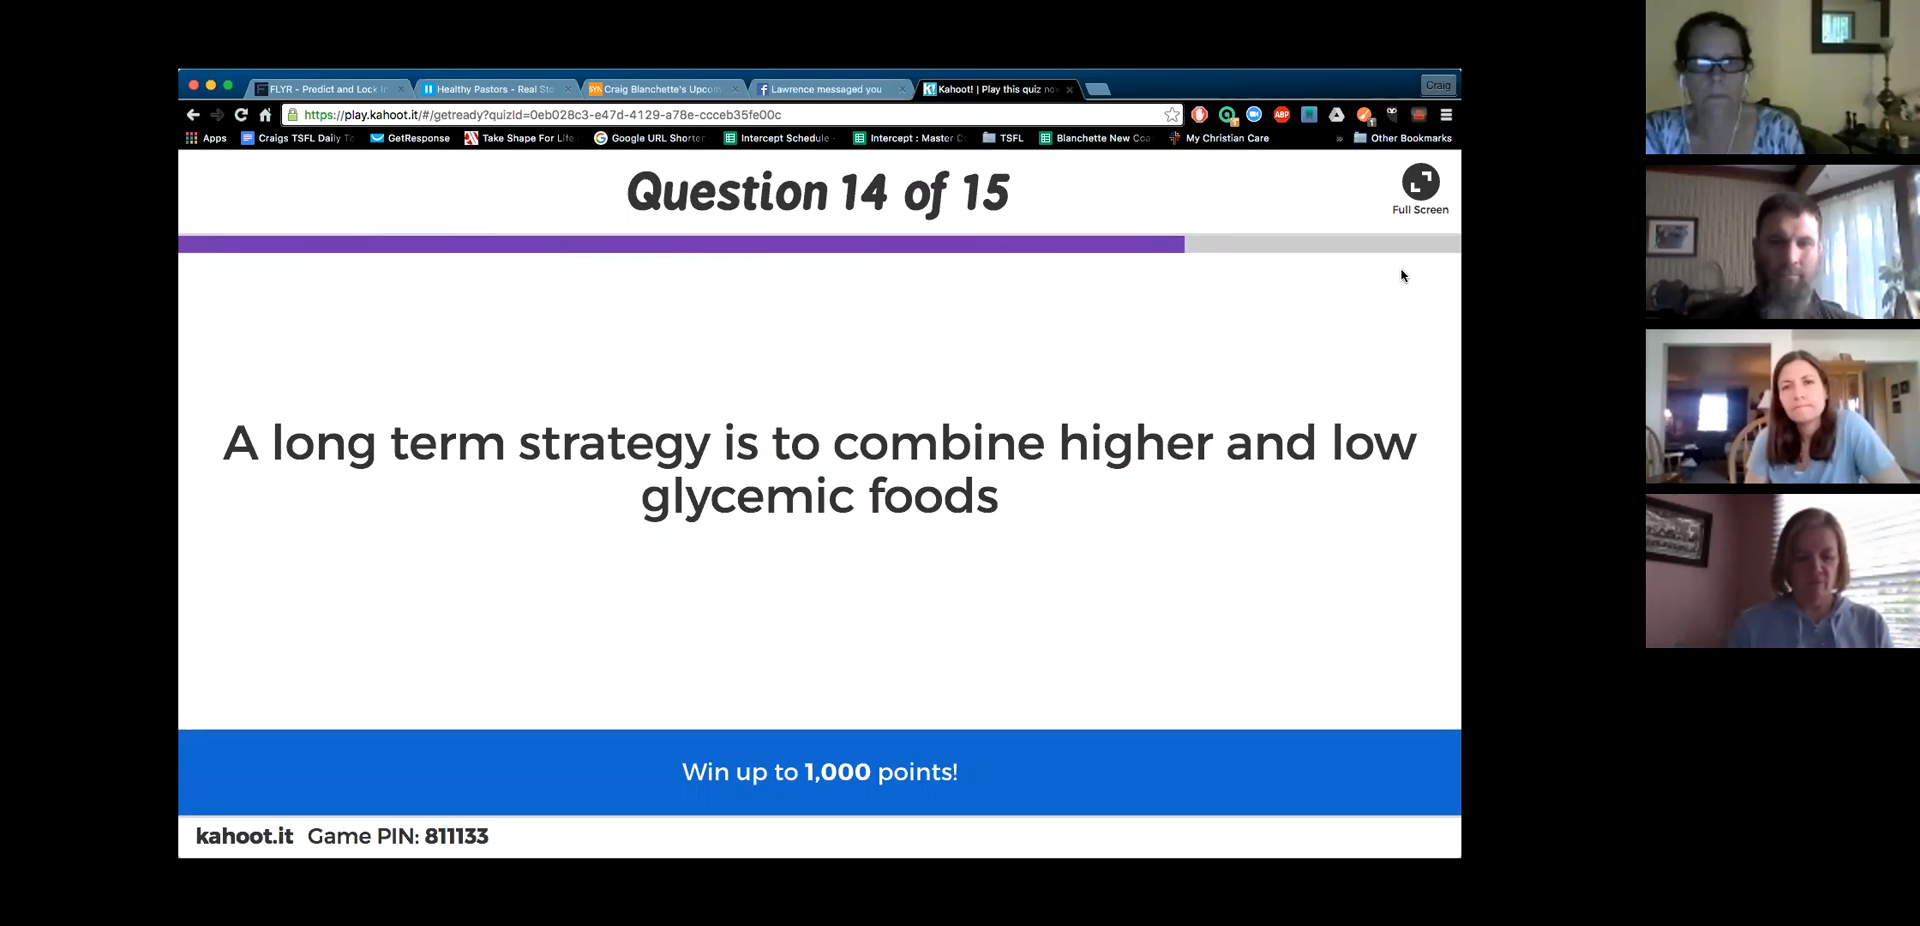 FLYR - Predict and Lock In
Healthy Pastors - Real Sto
Craig Blanchette's Upcom
Lawrence messaged you
Kahoot! | Play this quiz now
Craig
https://play.kahoot.it/#/getready?quizId=0eb028c3-e47d-4129-a78e-ccceb35fe00c
Apps
Craigs TSFL Daily T
GetResponse
Take Shape For Life
Google URL Shorter
Intercept Schedule -
Intercept : Master C
TSFL
Blanchette New Coa
My Christian Care
»
Other Bookmarks
Question 14 of 15
Full Screen
A long term strategy is to combine higher and low
glycemic foods
Win up to 1,000 points!
kahoot.it Game PIN: 811133